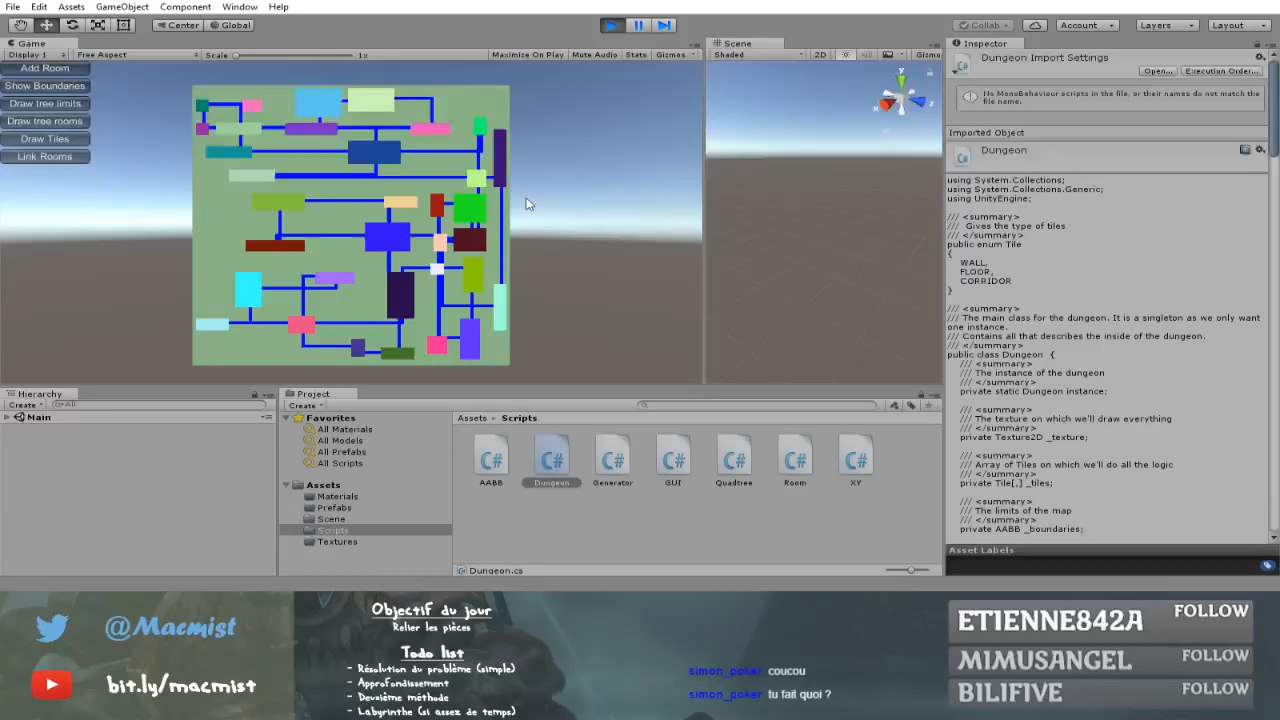 File Edit Assets GameObject Component Window Help
Center Global
Collab Account Layers Layout
Game
Display 1 Free Aspect Scale 1x Maximize On Play Mute Audio Stats Gizmos
Add Room
Show Boundaries
Draw tree limits
Draw tree rooms
Draw Tiles
Link Rooms
Scene
Shaded 2D Gizmo
y
x
z
Inspector
Dungeon Import Settings
Open... Execution Order...
No MonoBehaviour scripts in the file, or their names do not match the
file name.
Imported Object
Dungeon
using System.Collections;
using System.Collections.Generic;
using UnityEngine;
/// <summary>
/// Gives the type of tiles
/// </summary>
public enum Tile
{
WALL,
FLOOR,
CORRIDOR
}
/// <summary>
/// The main class for the dungeon. It is a singleton as we only want
one instance.
/// Contains all that describes the inside of the dungeon.
/// </summary>
public class Dungeon {
/// <summary>
/// The instance of the dungeon
/// </summary>
private static Dungeon instance;
/// <summary>
/// The texture on which we'll draw everything
/// </summary>
private Texture2D _texture;
/// <summary>
/// Array of Tiles on which we'll do all the logic
/// </summary>
private Tile[,] _tiles;
/// <summary>
/// The limits of the map
/// </summary>
private AABB _boundaries;
Asset Labels
Hierarchy
Create All
Main
Project
Create
Favorites
All Materials
All Models
All Prefabs
All Scripts
Assets
Materials
Prefabs
Scene
Scripts
Textures
Assets Scripts
C# C# C# C# C# C# C#
AABB Dungeon Generator GUI Quadtree Room XY
Dungeon.cs
@Macmist
bit.ly/macmist
Objectif du jour
Relier les pièces
Todo list
- Résolution du problème (simple)
- Approfondissement
- Deuxième méthode
- Labyrinthe (si assez de temps)
simon_poker coucou
simon_poker tu fait quoi ?
ETIENNE842A FOLLOW
MIMUSANGEL FOLLOW
BILIFIVE FOLLOW